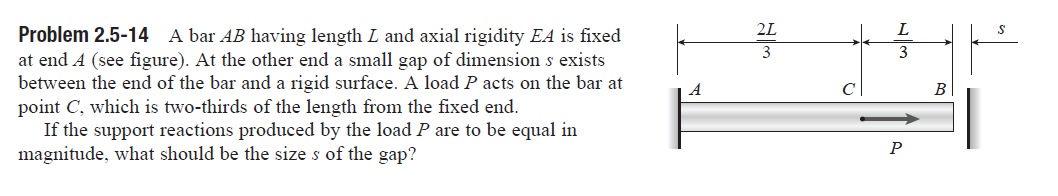 Problem 2.5-14 A bar AB having length L and axial rigidity EA is fixed
at end A (see figure). At the other end a small gap of dimension s exists
between the end of the bar and a rigid surface. A load P acts on the bar at
point C, which is two-thirds of the length from the fixed end.
If the support reactions produced by the load P are to be equal in
magnitude, what should be the size s of the gap?
2L
3
L
3
s
A
C
B
P